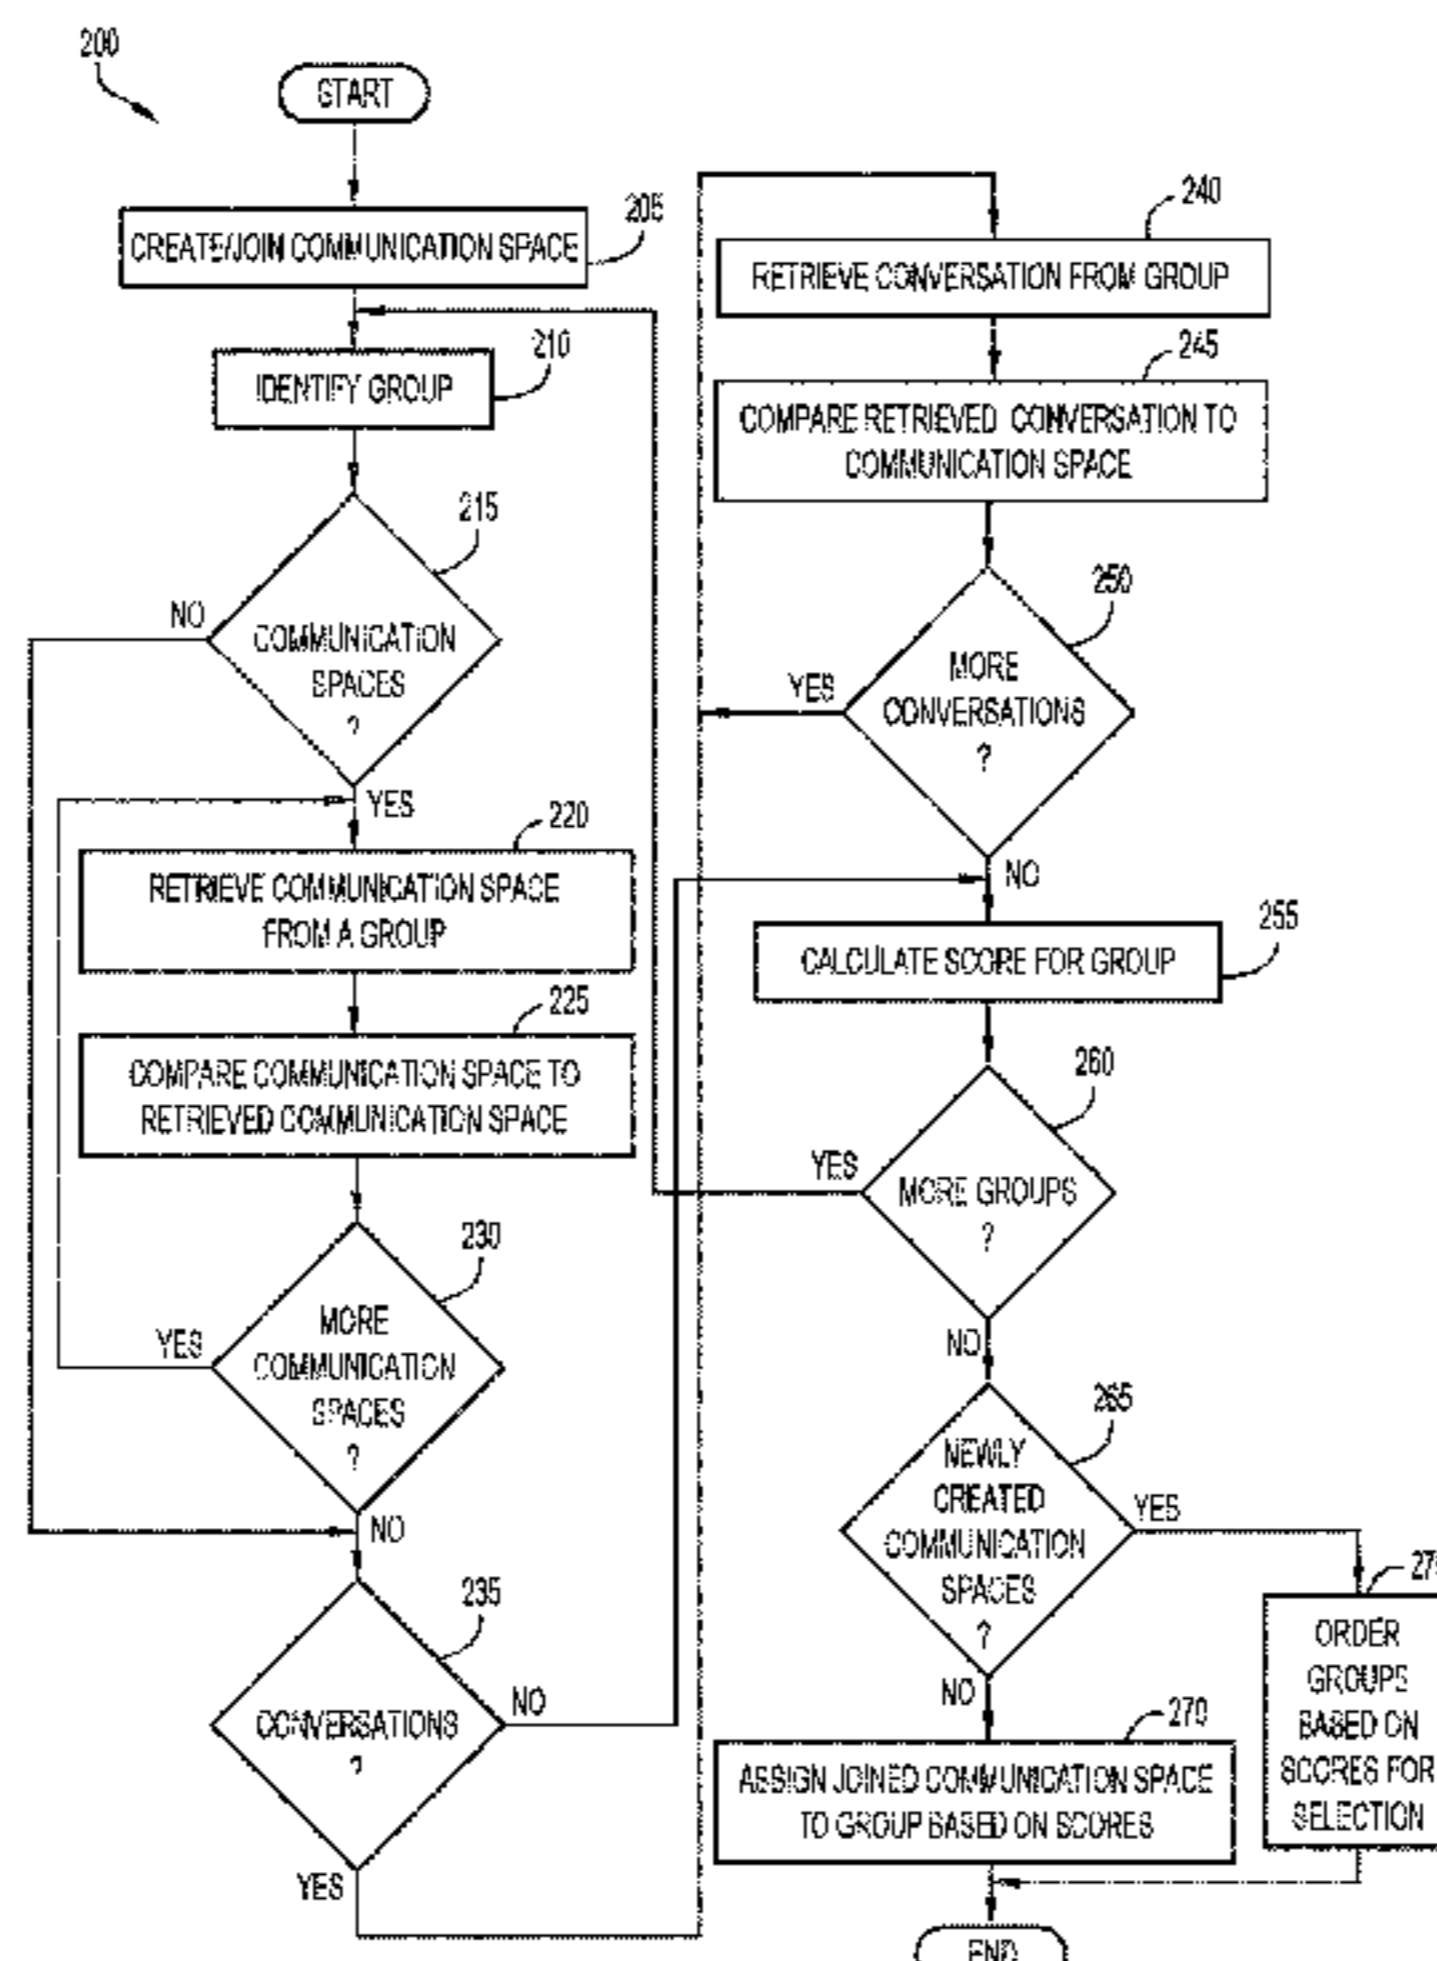 200
START
CREATE/JOIN COMMUNICATION SPACE
205
IDENTIFY GROUP
210
215
NO
COMMUNICATION
SPACES
?
YES
220
RETRIEVE COMMUNICATION SPACE
FROM A GROUP
225
COMPARE COMMUNICATION SPACE TO
RETRIEVED COMMUNICATION SPACE
230
YES
MORE
COMMUNICATION
SPACES
?
NO
235
CONVERSATIONS
?
NO
YES
240
RETRIEVE CONVERSATION FROM GROUP
245
COMPARE RETRIEVED CONVERSATION TO
COMMUNICATION SPACE
250
YES
MORE
CONVERSATIONS
?
NO
255
CALCULATE SCORE FOR GROUP
260
YES
MORE GROUPS
?
NO
265
NEWLY
CREATED
COMMUNICATION
SPACES
?
YES
NO
270
ASSIGN JOINED COMMUNICATION SPACE
TO GROUP BASED ON SCORES
ORDER
GROUPS
BASED ON
SCORES FOR
SELECTION
END